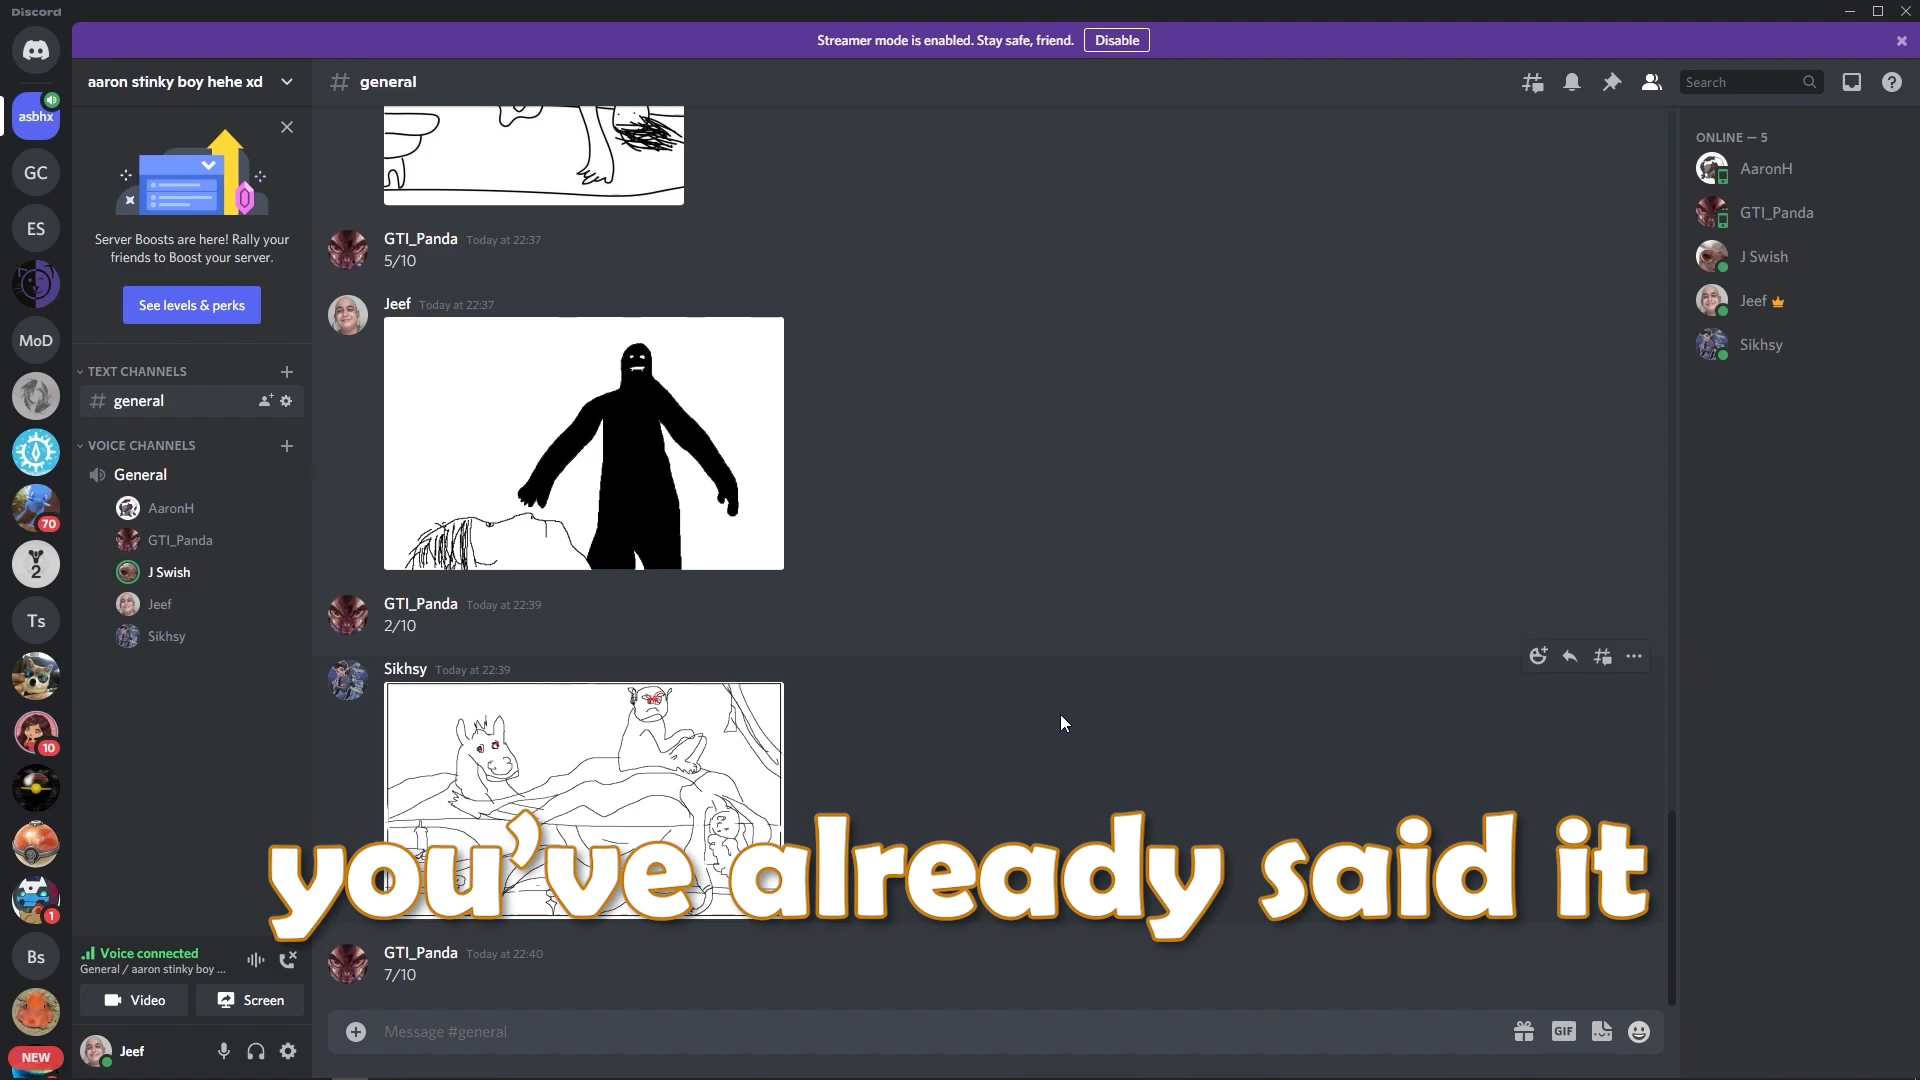 Discord
Streamer mode is enabled. Stay safe, friend.
Disable
asbhx
GC
ES
MoD
70
2
Ts
10
1
Bs
NEW
aaron stinky boy hehe xd
Server Boosts are here! Rally your
friends to Boost your server.
See levels & perks
TEXT CHANNELS
general
VOICE CHANNELS
General
AaronH
GTI_Panda
J Swish
Jeef
Sikhsy
Voice connected
General / aaron stinky boy ...
Video
Screen
Jeef
# general
Search
GTI_Panda Today at 22:37
5/10
Jeef Today at 22:37
GTI_Panda Today at 22:39
2/10
Sikhsy Today at 22:39
you've already said it
GTI_Panda Today at 22:40
7/10
Message #general
GIF
ONLINE — 5
AaronH
GTI_Panda
J Swish
Jeef
Sikhsy